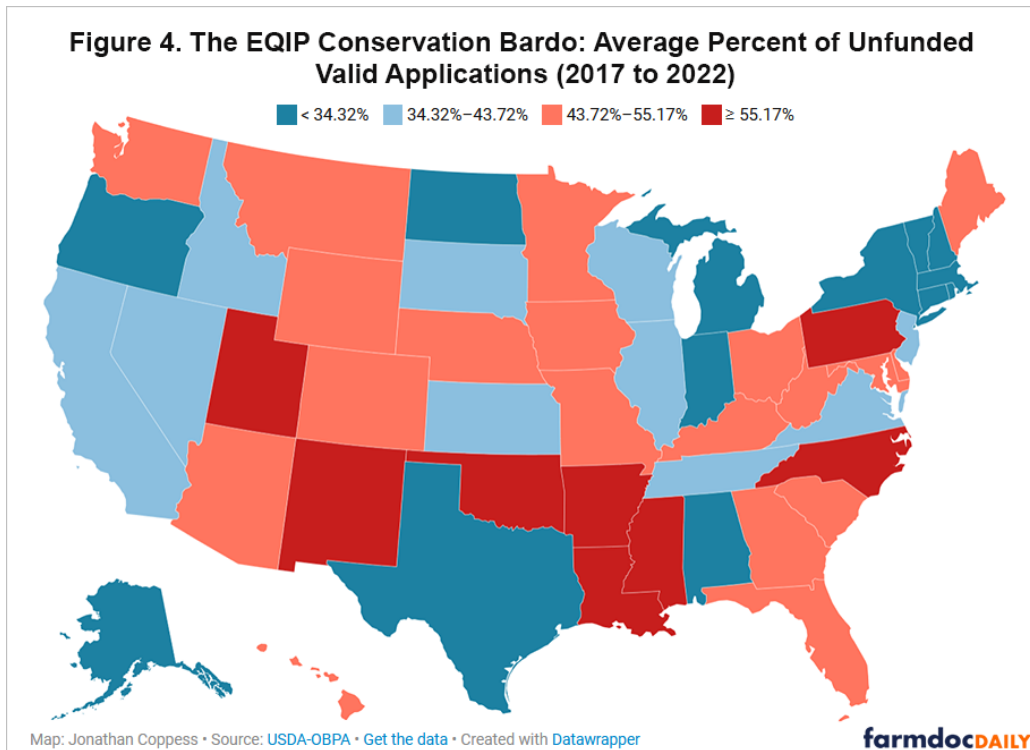 Figure 4. The EQIP Conservation Bardo: Average Percent of Unfunded
Valid Applications (2017 to 2022)
< 34.32% 34.32%–43.72% 43.72%–55.17% ≥ 55.17%
Map: Jonathan Coppess • Source: USDA-OBPA • Get the data • Created with Datawrapper
farmdocDAILY